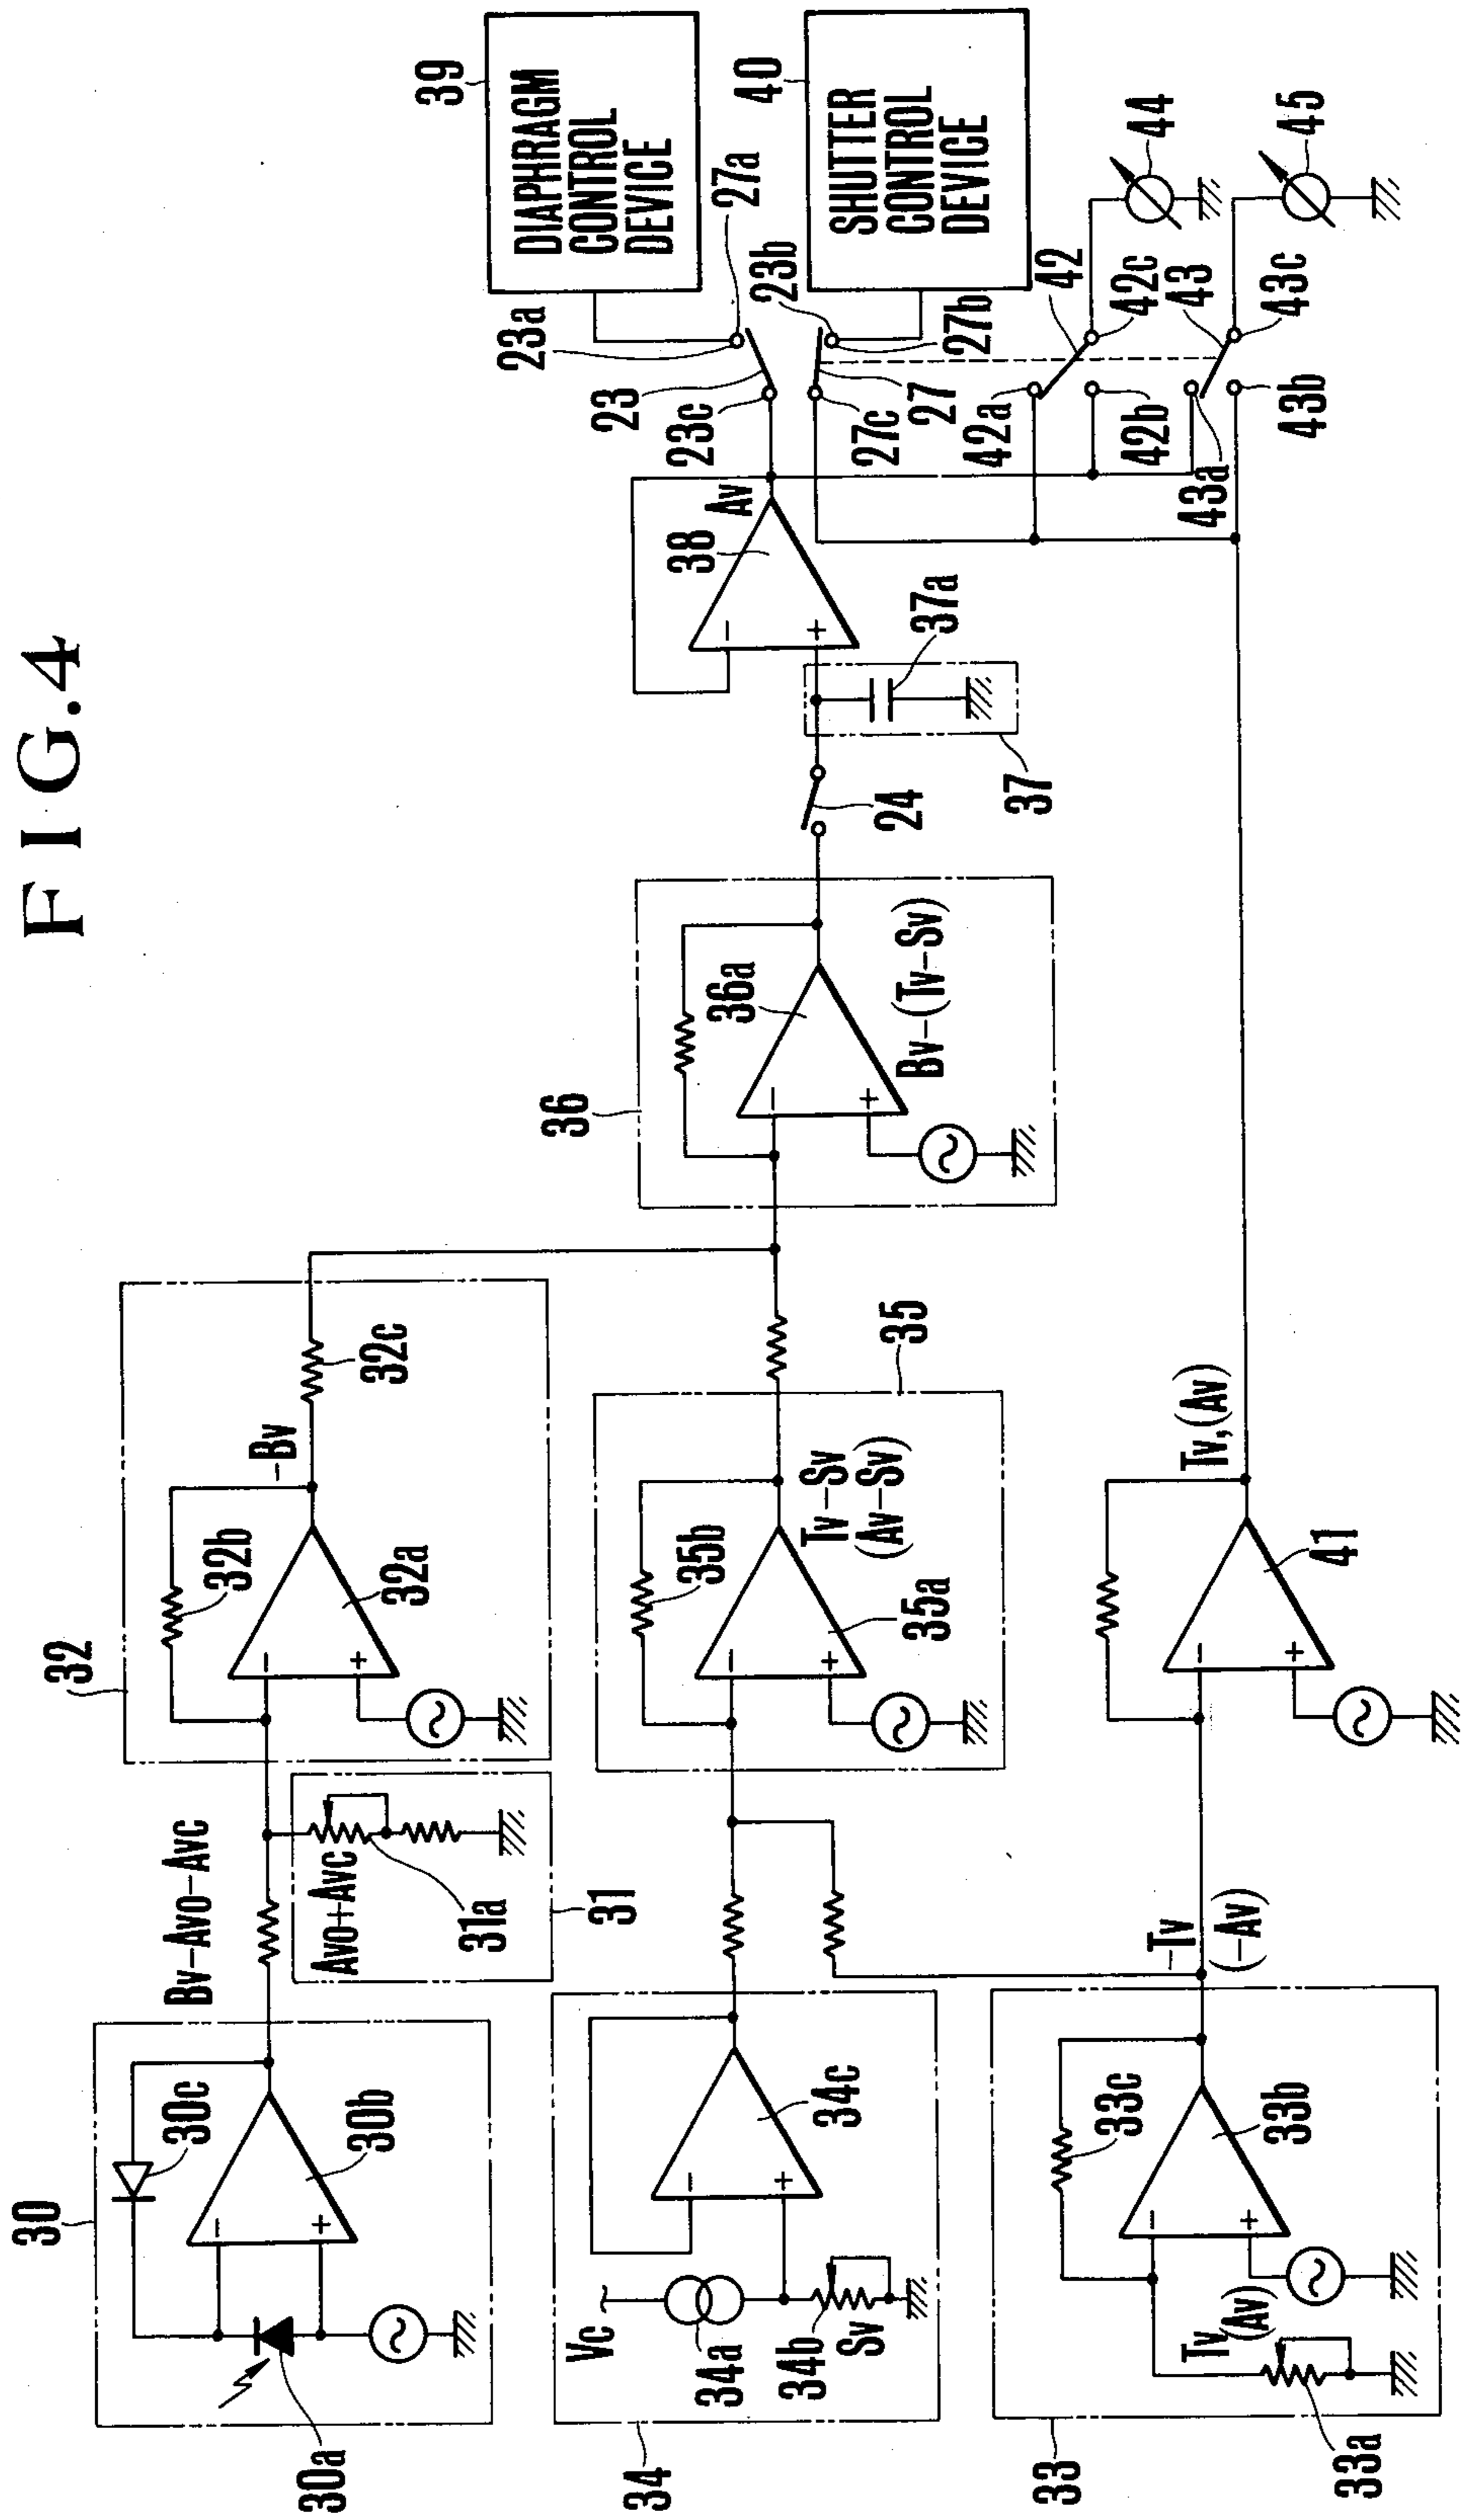 FIG.4
30
30a
30b
30c
Bv-Avo-Avc
Avo+Avc
31a
31
32
32a
32b
32c
-Bv
34
Vc
34a
34b
Sv
34c
35
35a
35b
Tv-Sv
(Av-Sv)
33
33a
Tv
(Av)
33b
33c
-Tv
(-Av)
41
Tv,(Av)
36
36a
Bv-(Tv-Sv)
24
37
37a
38
Av
23
23a
23b
23c
27
27a
27b
27c
39
DIAPHRAGM
CONTROL
DEVICE
40
SHUTTER
CONTROL
DEVICE
42
42a
42b
42c
43
43a
43b
43c
44
45